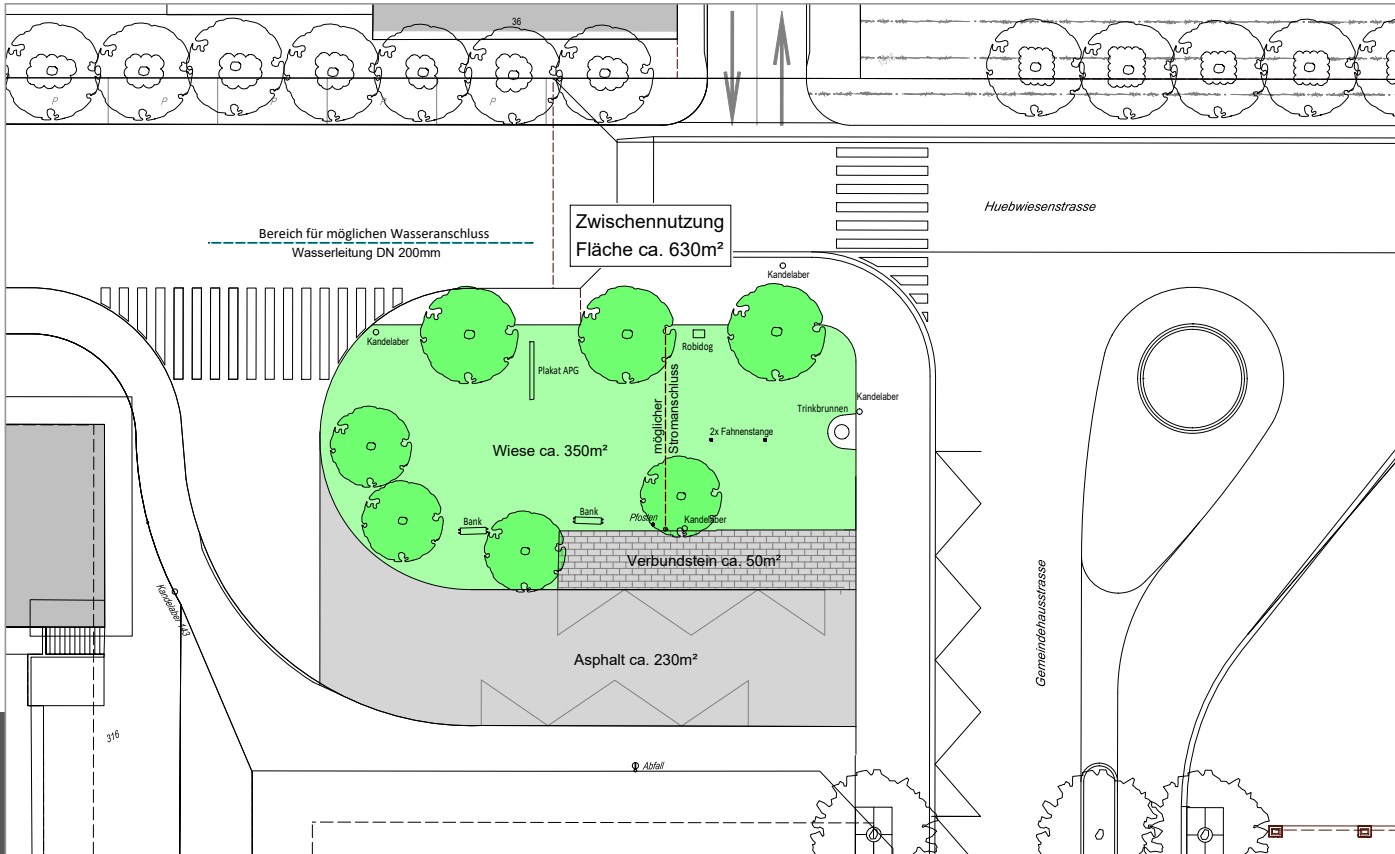 36
P
P
P
P
P
Huebwiesenstrasse
Zwischennutzung
Fläche ca. 630m²
Bereich für möglichen Wasseranschluss
Wasserleitung DN 200mm
Kandelaber
Kandelaber
Robidog
Plakat APG
möglicher
Stromanschluss
Kandelaber
Trinkbrunnen
2x Fahnenstange
Wiese ca. 350m²
Bank
Bank
Pfosten
Kandelaber
Verbundstein ca. 50m²
Kandelaber 143
Asphalt ca. 230m²
Gemeindehausstrasse
316
Abfall